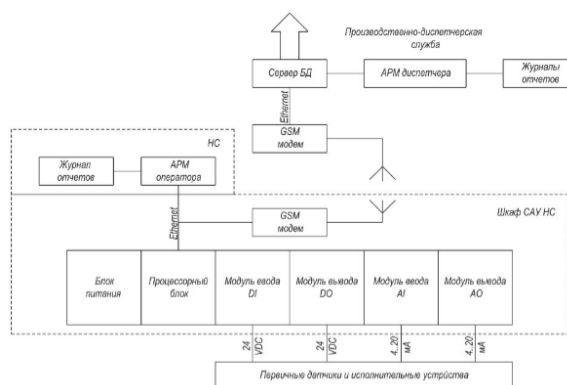 Производственно-диспетчерская
служба
Сервер БД
АРМ диспетчера
Журналы
отчетов
Ethernet
GSM
модем
НС
Журнал
отчетов
АРМ
оператора
Шкаф САУ НС
Ethernet
GSM
модем
Блок
питания
Процессорный
блок
Модуль ввода
DI
Модуль вывода
DO
Модуль ввода
AI
Модуль вывода
AO
24
VDC
24
VDC
4..20
мА
4..20
мА
Первичные датчики и исполнительные устрйства